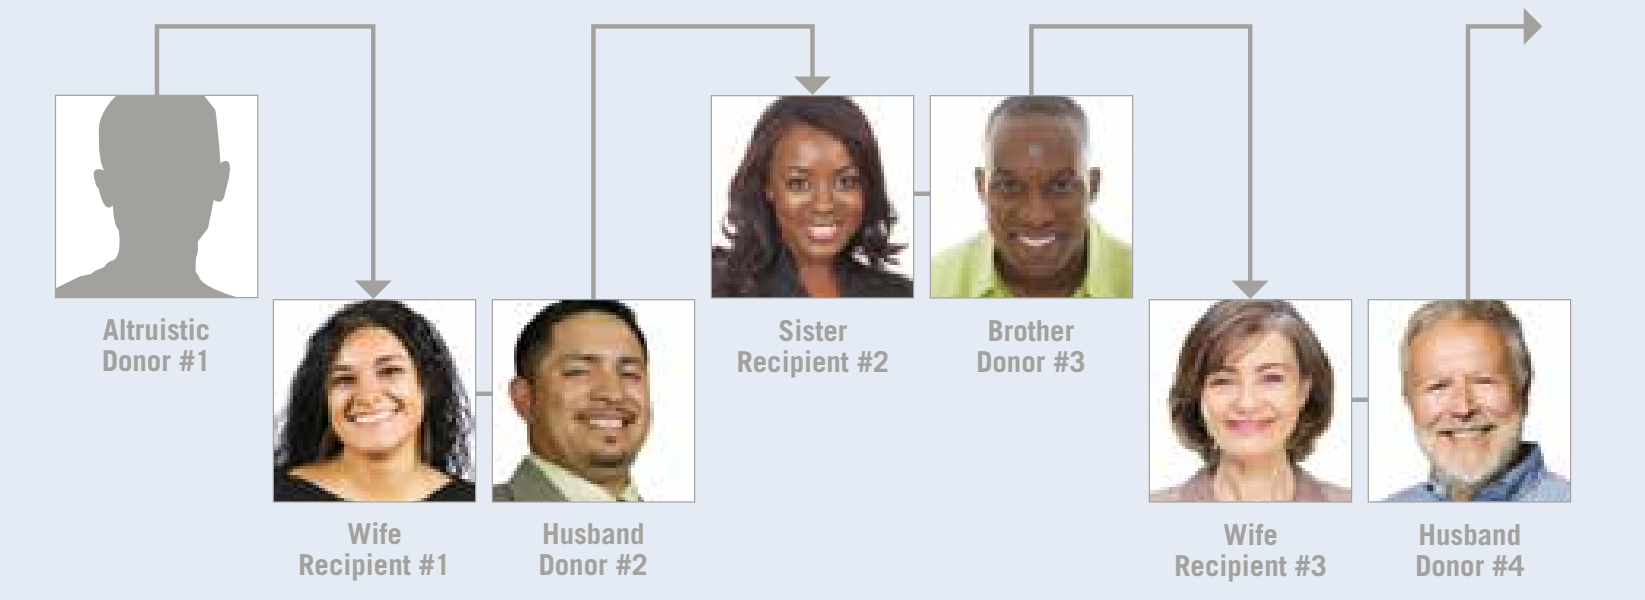 Altruistic
Donor #1
Wife
Recipient #1
Husband
Donor #2
Sister
Recipient #2
Brother
Donor #3
Wife
Recipient #3
Husband
Donor #4